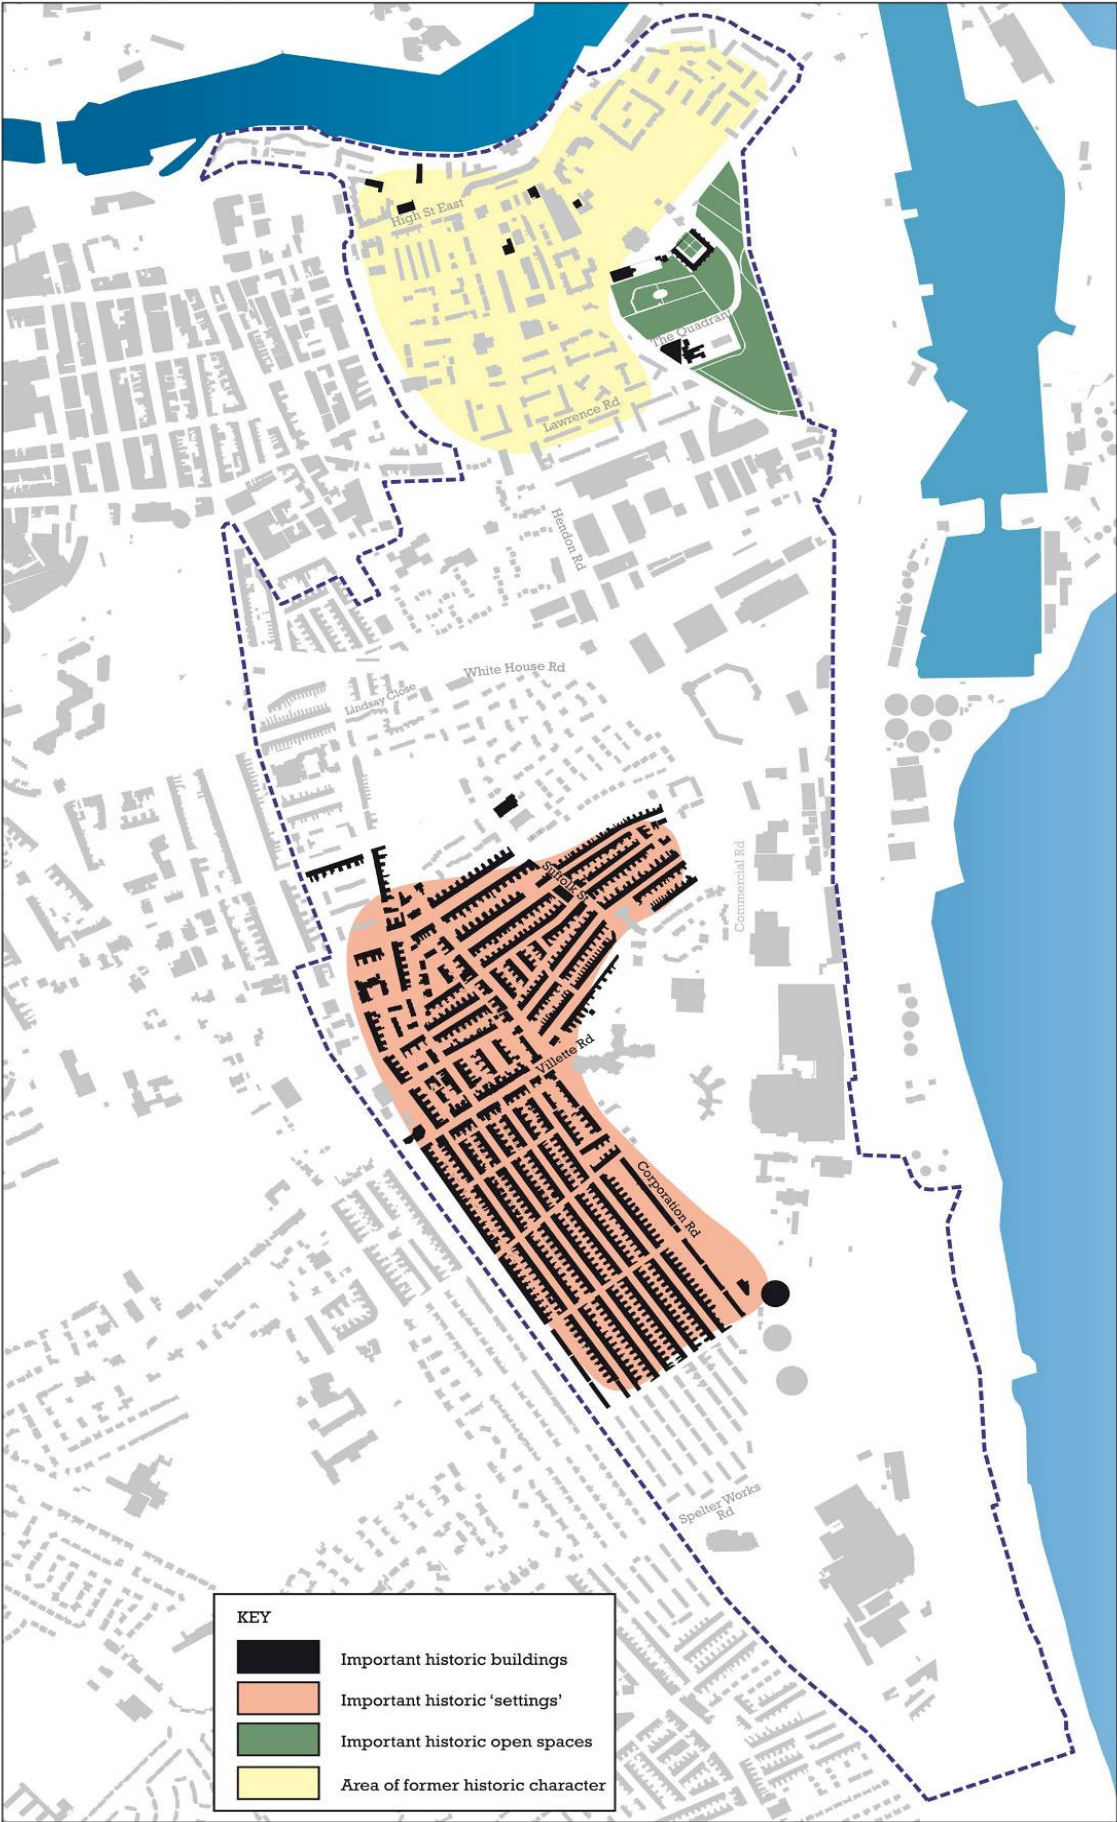 High St East
The Quadrant
Lawrence Rd
Hendon Rd
White House Rd
Lindsay Close
Suffolk St
Commercial Rd
Villette Rd
Corporation Rd
Spelter Works
Rd
KEY
Important historic buildings
Important historic ‘settings’
Important historic open spaces
Area of former historic character